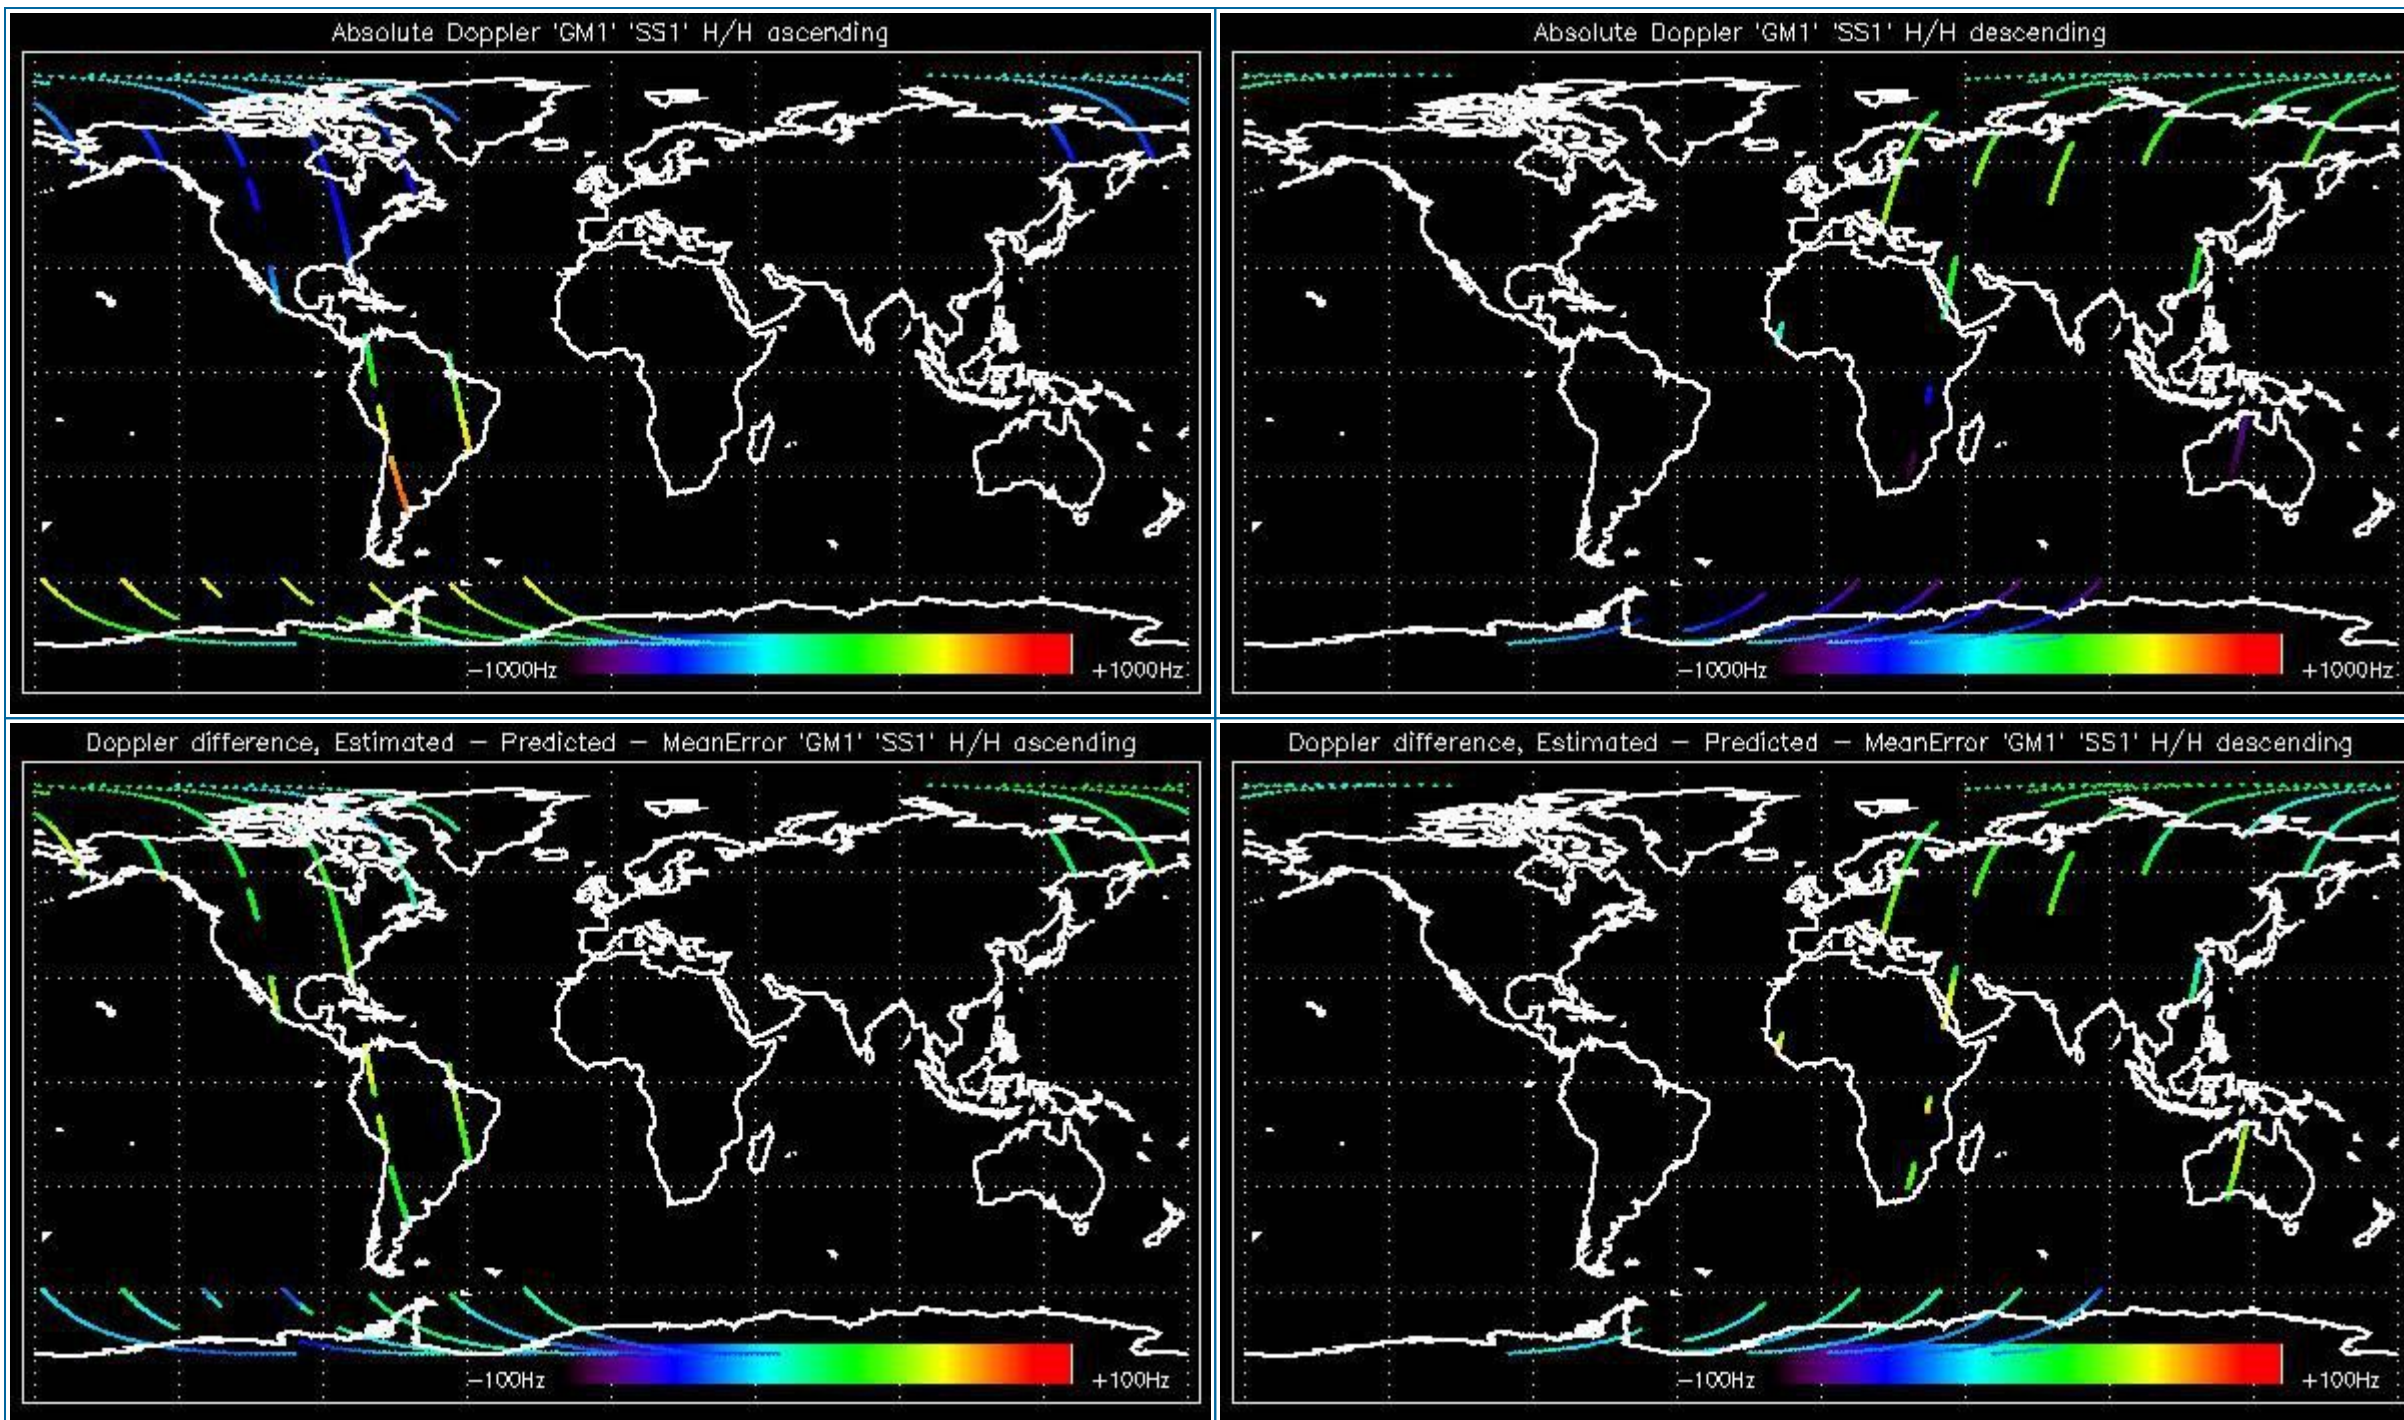 Absolute Doppler 'GM1' 'SS1' H/H ascending
-1000Hz +1000Hz
Absolute Doppler 'GM1' 'SS1' H/H descending
-1000Hz +1000Hz
Doppler difference, Estimated - Predicted - MeanError 'GM1' 'SS1' H/H ascending
-100Hz +100Hz
Doppler difference, Estimated - Predicted - MeanError 'GM1' 'SS1' H/H descending
-100Hz +100Hz